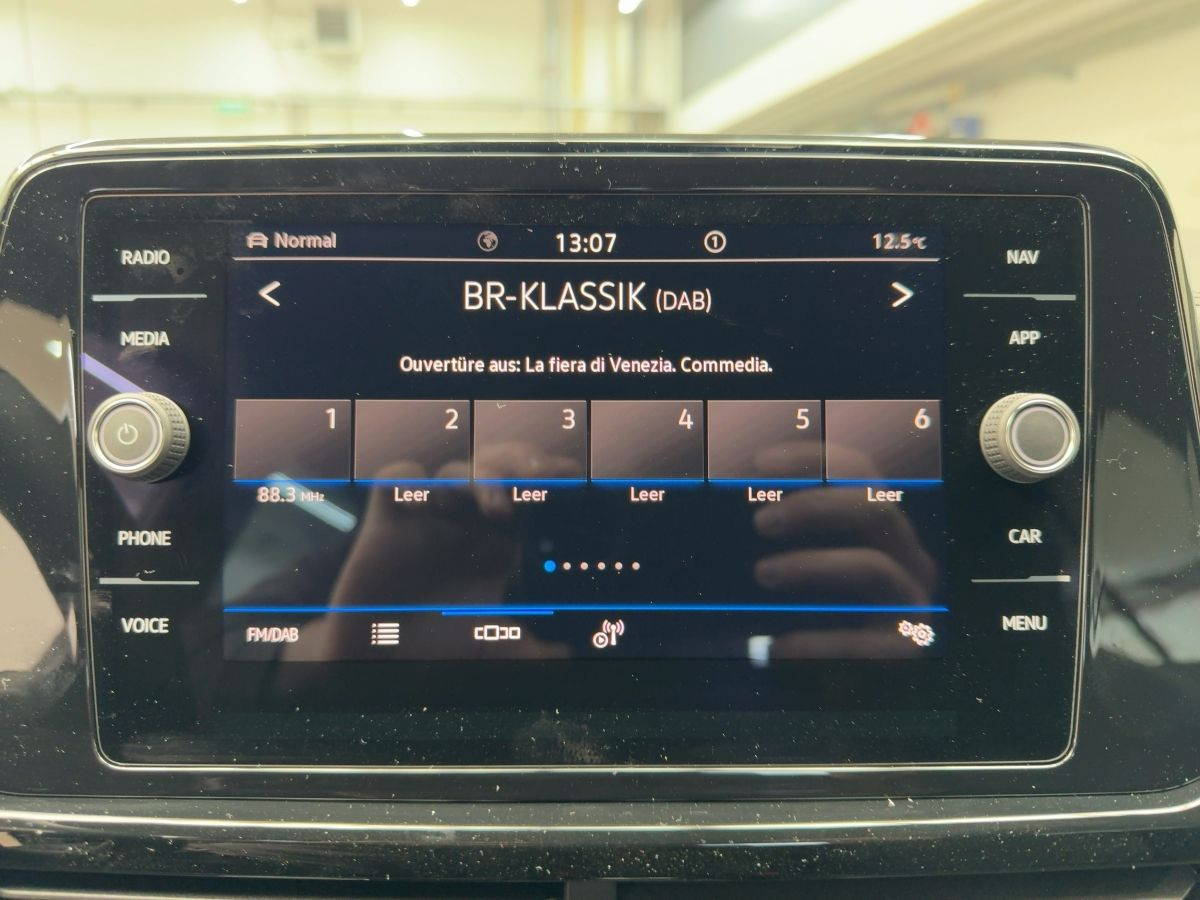 RADIO
MEDIA
PHONE
VOICE
Normal 13:07 1 12.5°C
BR-KLASSIK (DAB)
Ouvertüre aus: La fiera di Venezia. Commedia.
1 2 3 4 5 6
88.3 MHz Leer Leer Leer Leer Leer
FM/DAB
NAV
APP
CAR
MENU